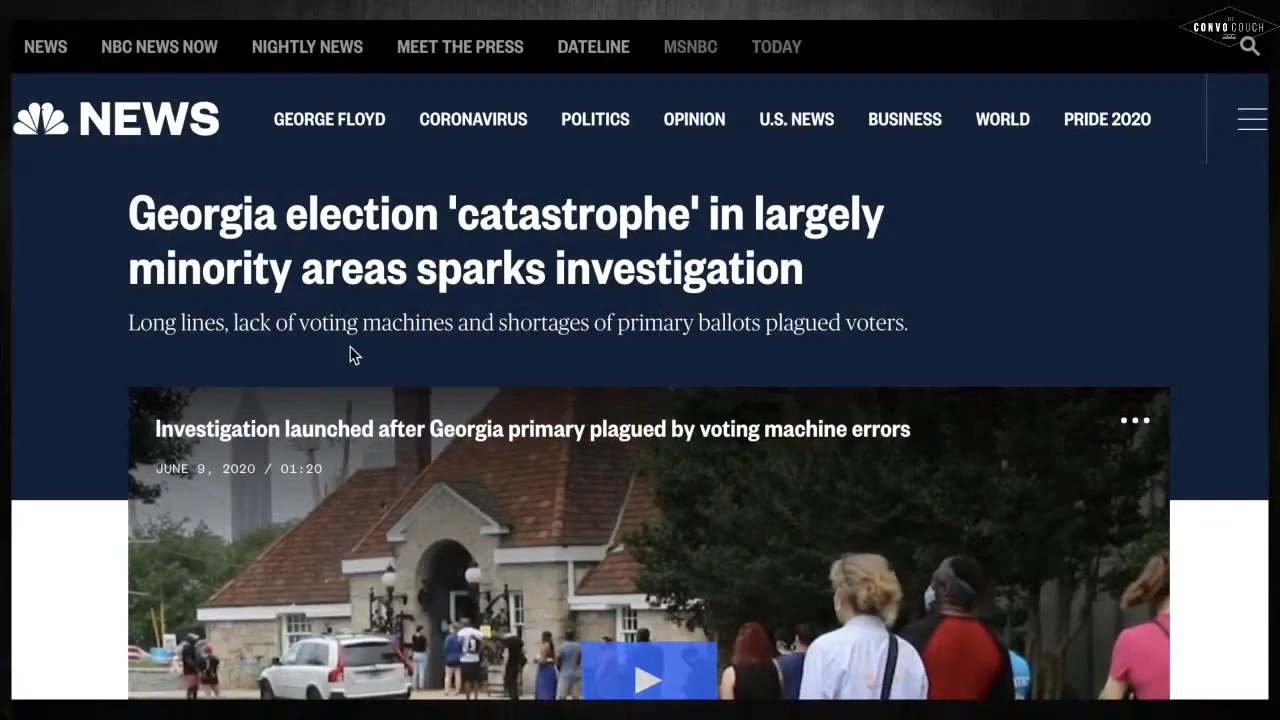 THE
CONVO COUCH
NEWS NBC NEWS NOW NIGHTLY NEWS MEET THE PRESS DATELINE MSNBC TODAY
NEWS GEORGE FLOYD CORONAVIRUS POLITICS OPINION U.S. NEWS BUSINESS WORLD PRIDE 2020
Georgia election 'catastrophe' in largely
minority areas sparks investigation
Long lines, lack of voting machines and shortages of primary ballots plagued voters.
Investigation launched after Georgia primary plagued by voting machine errors
JUNE 9, 2020 / 01:20